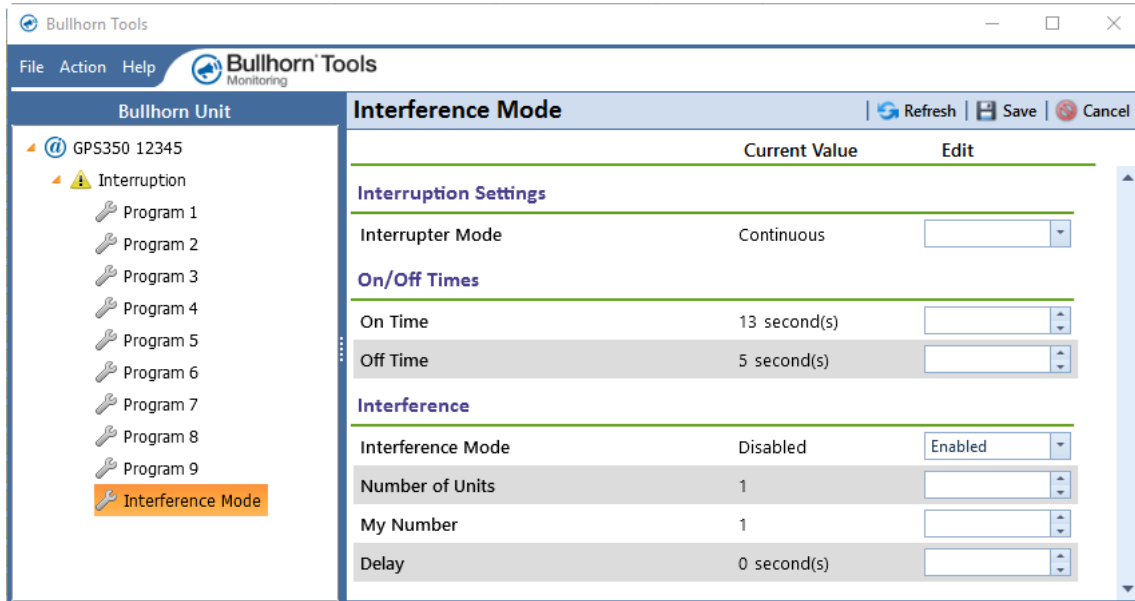 Bullhorn Tools
File Action Help Bullhorn® Tools
Monitoring
Bullhorn Unit
Interference Mode Refresh Save Cancel
GPS350 12345
Interruption
Program 1
Program 2
Program 3
Program 4
Program 5
Program 6
Program 7
Program 8
Program 9
Interference Mode
Current Value Edit
Interruption Settings
Interrupter Mode Continuous
On/Off Times
On Time 13 second(s)
Off Time 5 second(s)
Interference
Interference Mode Disabled Enabled
Number of Units 1
My Number 1
Delay 0 second(s)